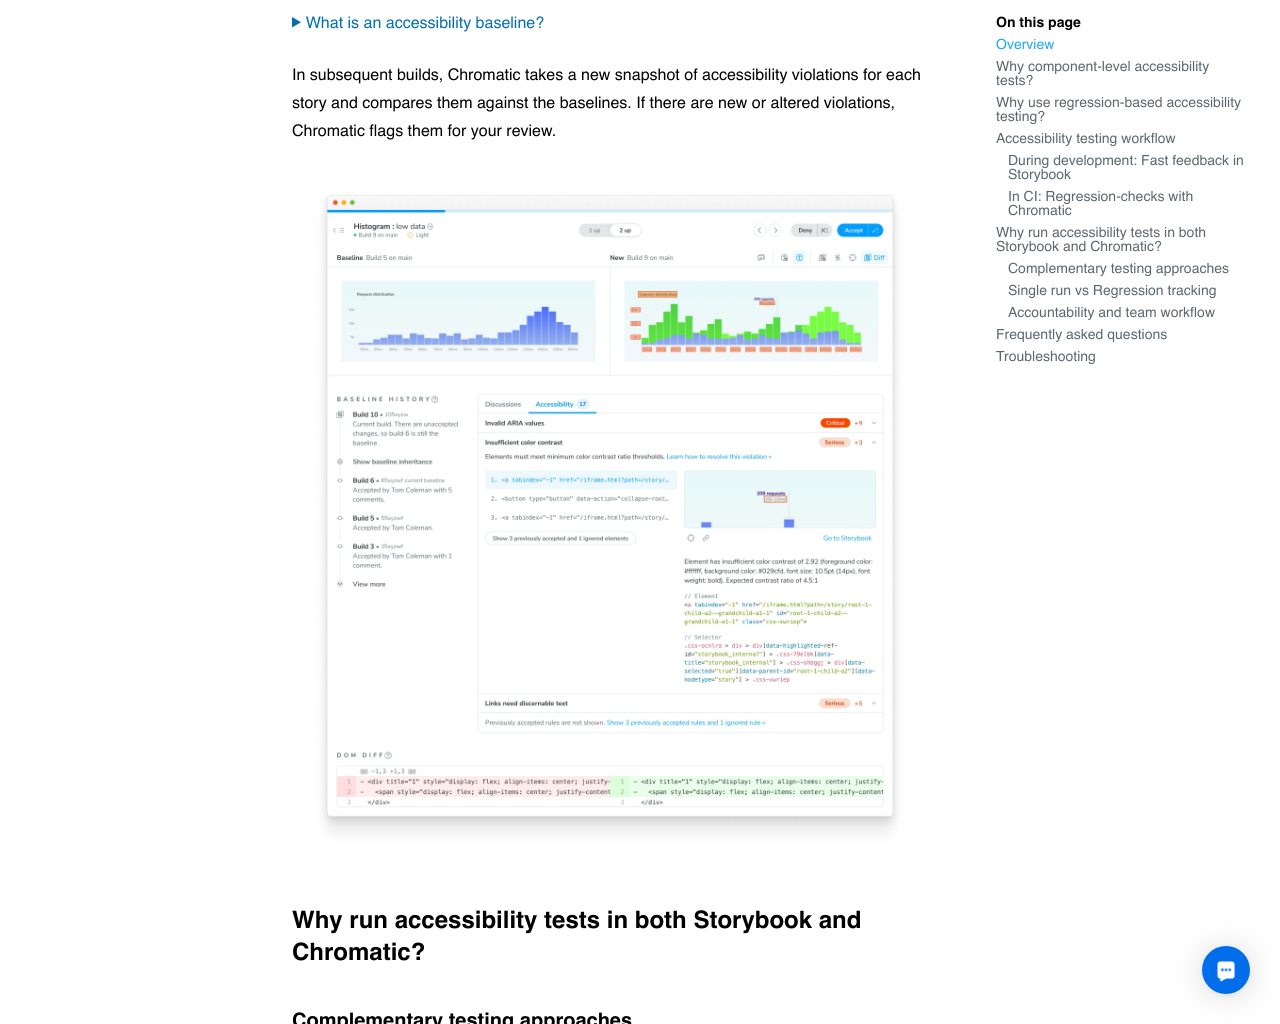 What is an accessibility baseline?
In subsequent builds, Chromatic takes a new snapshot of accessibility violations for each
story and compares them against the baselines. If there are new or altered violations,
Chromatic flags them for your review.
Histogram : low data
Build 9 on main Light
1 up 2 up
Deny Accept
Baseline Build 5 on main
New Build 9 on main
Diff
Request distribution
BASELINE HISTORY
Build 10
Current build. There are unaccepted
changes, so build 6 is still the
baseline.
Show baseline inheritance
Build 6 current baseline
Accepted by Tom Coleman with 5
comments.
Build 5
Accepted by Tom Coleman.
Build 3
Accepted by Tom Coleman with 1
comment.
View more
Discussions Accessibility 17
Invalid ARIA values Critical +9
Insufficient color contrast Serious +3
Elements must meet minimum color contrast ratio thresholds. Learn how to resolve this violation »
1. <a tabindex="-1" href="/iframe.html?path=/story/…
2. <button type="button" data-action="collapse-root…
3. <a tabindex="-1" href="/iframe.html?path=/story/…
Show 3 previously accepted and 1 ignored elements
200 requests
Go to Storybook
Element has insufficient color contrast of 2.92 (foreground color:
#ffffff, background color: #029cfd, font size: 10.5pt (14px), font
weight: bold). Expected contrast ratio of 4.5:1
// Element
<a tabindex="-1" href="/iframe.html?path=/story/root-1-
child-a2--grandchild-a1-1" id="root-1-child-a2--
grandchild-a1-1" class="css-xwriep">
// Selector
.css-ocnlra > div > div[data-highlighted-ref-
id="storybook_internal"] > .css-79elbk[data-
title="storybook_internal"] > .css-ohbggj > div[data-
selected="true"][data-parent-id="root-1-child-a2"][data-
nodetype="story"] > .css-xwriep
Links need discernable text Serious +5
Previously accepted rules are not shown. Show 3 previously accepted rules and 1 ignored rule »
DOM DIFF
@@ -1,3 +1,3 @@
1 − <div title="1" style="display: flex; align-items: center; justify- 1 − <div title="1" style="display: flex; align-items: center; justify-
2 − <span style="display: flex; align-items: center; justify-content 2 − <span style="display: flex; align-items: center; justify-content
3 </div> 3 </div>
Why run accessibility tests in both Storybook and
Chromatic?
Complementary testing approaches
On this page
Overview
Why component-level accessibility
tests?
Why use regression-based accessibility
testing?
Accessibility testing workflow
During development: Fast feedback in
Storybook
In CI: Regression-checks with
Chromatic
Why run accessibility tests in both
Storybook and Chromatic?
Complementary testing approaches
Single run vs Regression tracking
Accountability and team workflow
Frequently asked questions
Troubleshooting